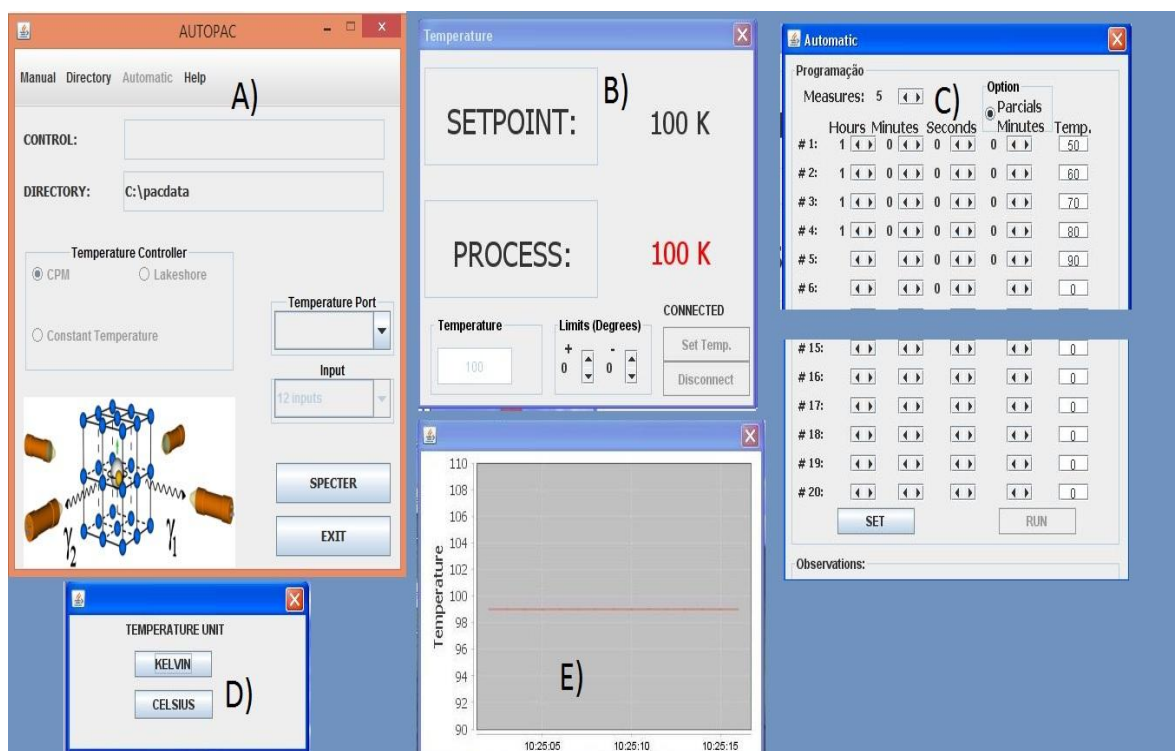 AUTOPAC
Manual Directory Automatic Help
A)
CONTROL:
DIRECTORY: C:\pacdata
Temperature Controller
CPM Lakeshore
Constant Temperature
Temperature Port
Input
12 inputs
γ2 γ1
SPECTER
EXIT
Temperature
B)
SETPOINT: 100 K
PROCESS: 100 K
CONNECTED
Temperature Limits (Degrees)
+ -
100 0 0
Set Temp.
Disconnect
Automatic
Programação
Measures: 5
C)
Option
Parcials
Hours Minutes Seconds Minutes Temp.
# 1: 1 0 0 0 50
# 2: 1 0 0 0 60
# 3: 1 0 0 0 70
# 4: 1 0 0 0 80
# 5: 0 0 90
# 6: 0 0
# 15: 0
# 16: 0
# 17: 0
# 18: 0
# 19: 0
# 20: 0
SET RUN
Observations:
TEMPERATURE UNIT
KELVIN
CELSIUS
D)
Temperature
110
108
106
104
102
100
98
96
94
92
90
E)
10:25:05 10:25:10 10:25:15